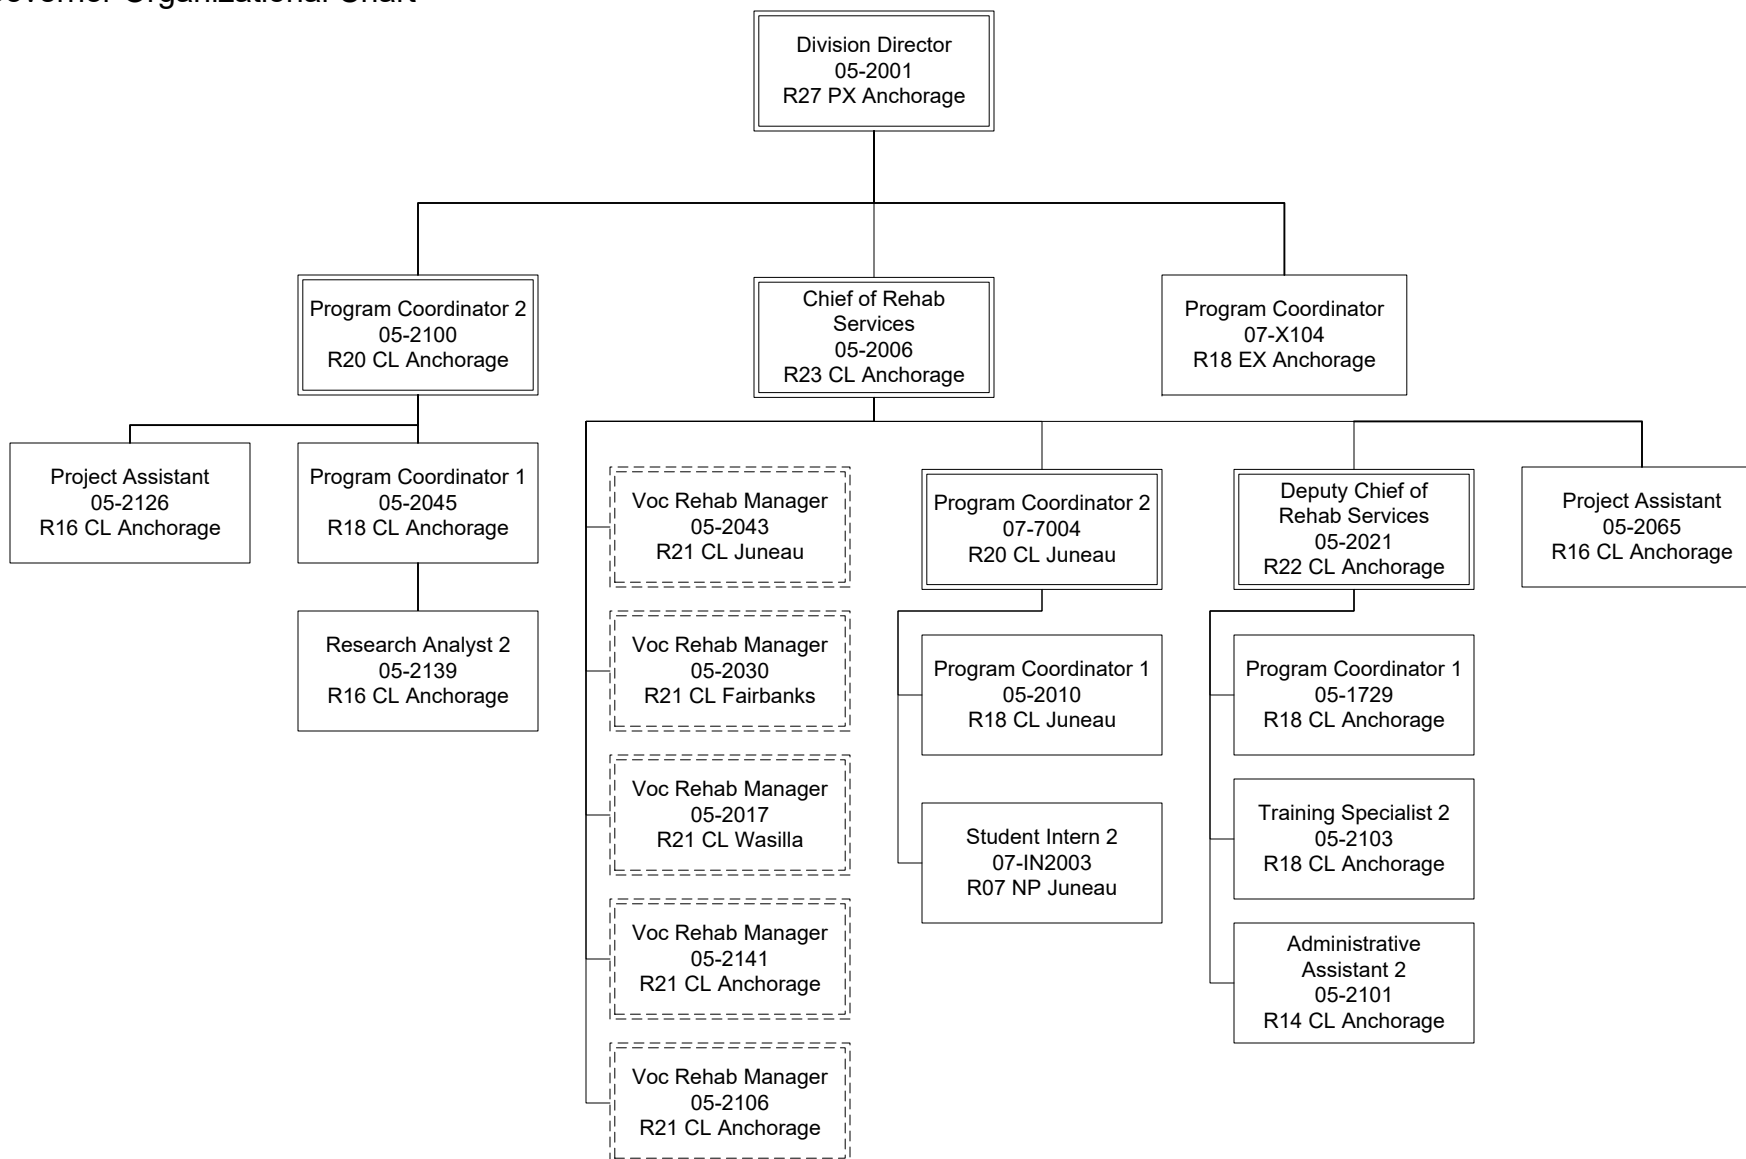 Governor Organizational Chart
Division Director
05-2001
R27 PX Anchorage
Program Coordinator 2
05-2100
R20 CL Anchorage
Chief of Rehab
Services
05-2006
R23 CL Anchorage
Program Coordinator
07-X104
R18 EX Anchorage
Project Assistant
05-2126
R16 CL Anchorage
Program Coordinator 1
05-2045
R18 CL Anchorage
Research Analyst 2
05-2139
R16 CL Anchorage
Voc Rehab Manager
05-2043
R21 CL Juneau
Voc Rehab Manager
05-2030
R21 CL Fairbanks
Voc Rehab Manager
05-2017
R21 CL Wasilla
Voc Rehab Manager
05-2141
R21 CL Anchorage
Voc Rehab Manager
05-2106
R21 CL Anchorage
Program Coordinator 2
07-7004
R20 CL Juneau
Program Coordinator 1
05-2010
R18 CL Juneau
Student Intern 2
07-IN2003
R07 NP Juneau
Deputy Chief of
Rehab Services
05-2021
R22 CL Anchorage
Program Coordinator 1
05-1729
R18 CL Anchorage
Training Specialist 2
05-2103
R18 CL Anchorage
Administrative
Assistant 2
05-2101
R14 CL Anchorage
Project Assistant
05-2065
R16 CL Anchorage